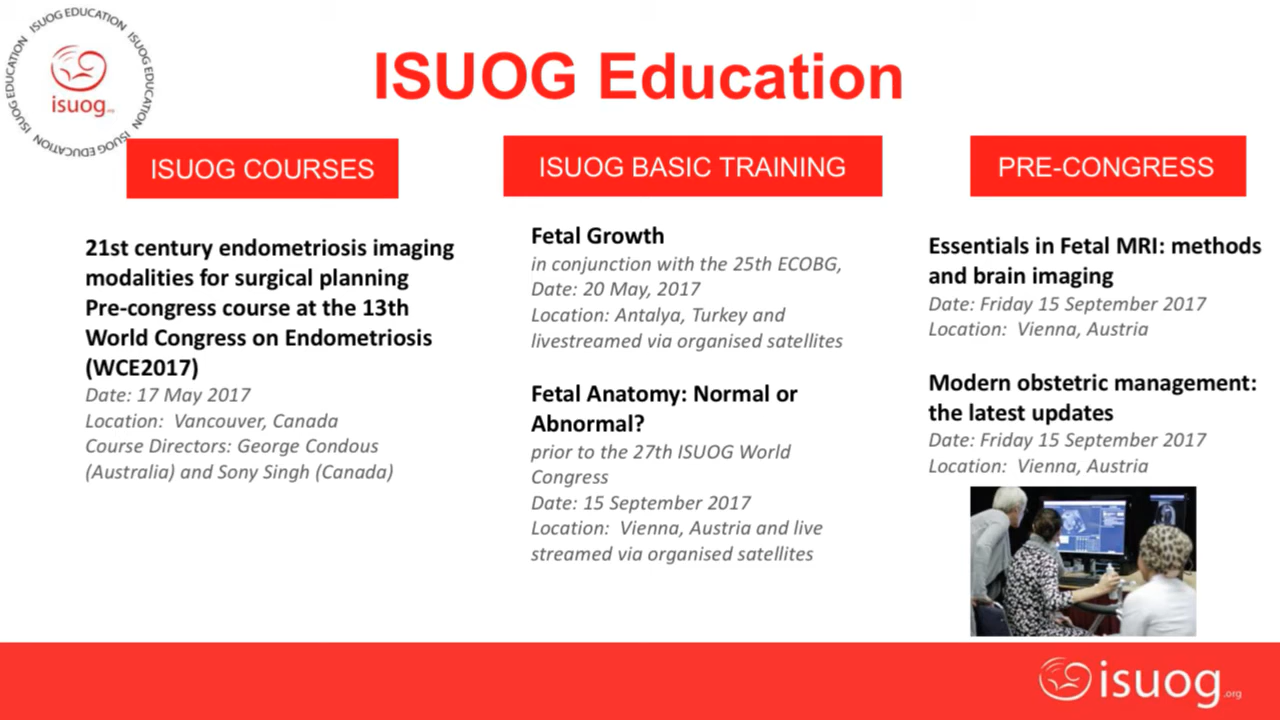 ISUOG EDUCATION ISUOG EDUCATION ISUOG EDUCATION ISUOG EDUCATION
isuog.org
ISUOG Education
ISUOG COURSES
21st century endometriosis imaging
modalities for surgical planning
Pre-congress course at the 13th
World Congress on Endometriosis
(WCE2017)
Date: 17 May 2017
Location: Vancouver, Canada
Course Directors: George Condous
(Australia) and Sony Singh (Canada)
ISUOG BASIC TRAINING
Fetal Growth
in conjunction with the 25th ECOBG,
Date: 20 May, 2017
Location: Antalya, Turkey and
livestreamed via organised satellites
Fetal Anatomy: Normal or
Abnormal?
prior to the 27th ISUOG World
Congress
Date: 15 September 2017
Location: Vienna, Austria and live
streamed via organised satellites
PRE-CONGRESS
Essentials in Fetal MRI: methods
and brain imaging
Date: Friday 15 September 2017
Location: Vienna, Austria
Modern obstetric management:
the latest updates
Date: Friday 15 September 2017
Location: Vienna, Austria
isuog.org